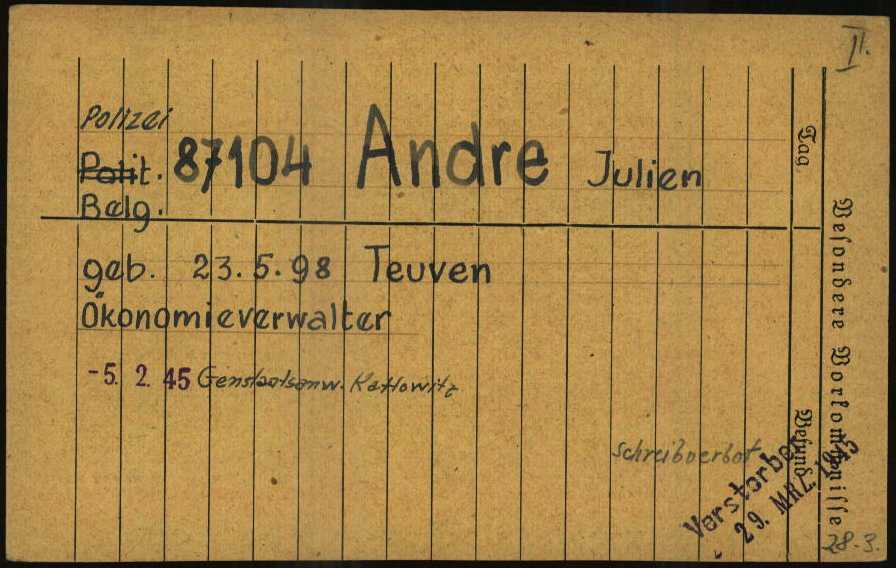 II.
Polizei
Polit. 87104 Andre Julien
Belg.
geb. 23.5.98 Teuven
Ökonomieverwalter
-5. 2. 45 Genstaatsanw. Kattowitz
Schreibverbot
Verstorben
29. MRZ. 1945
28.3.
Tag
Befund
Besondere Vorkommnisse